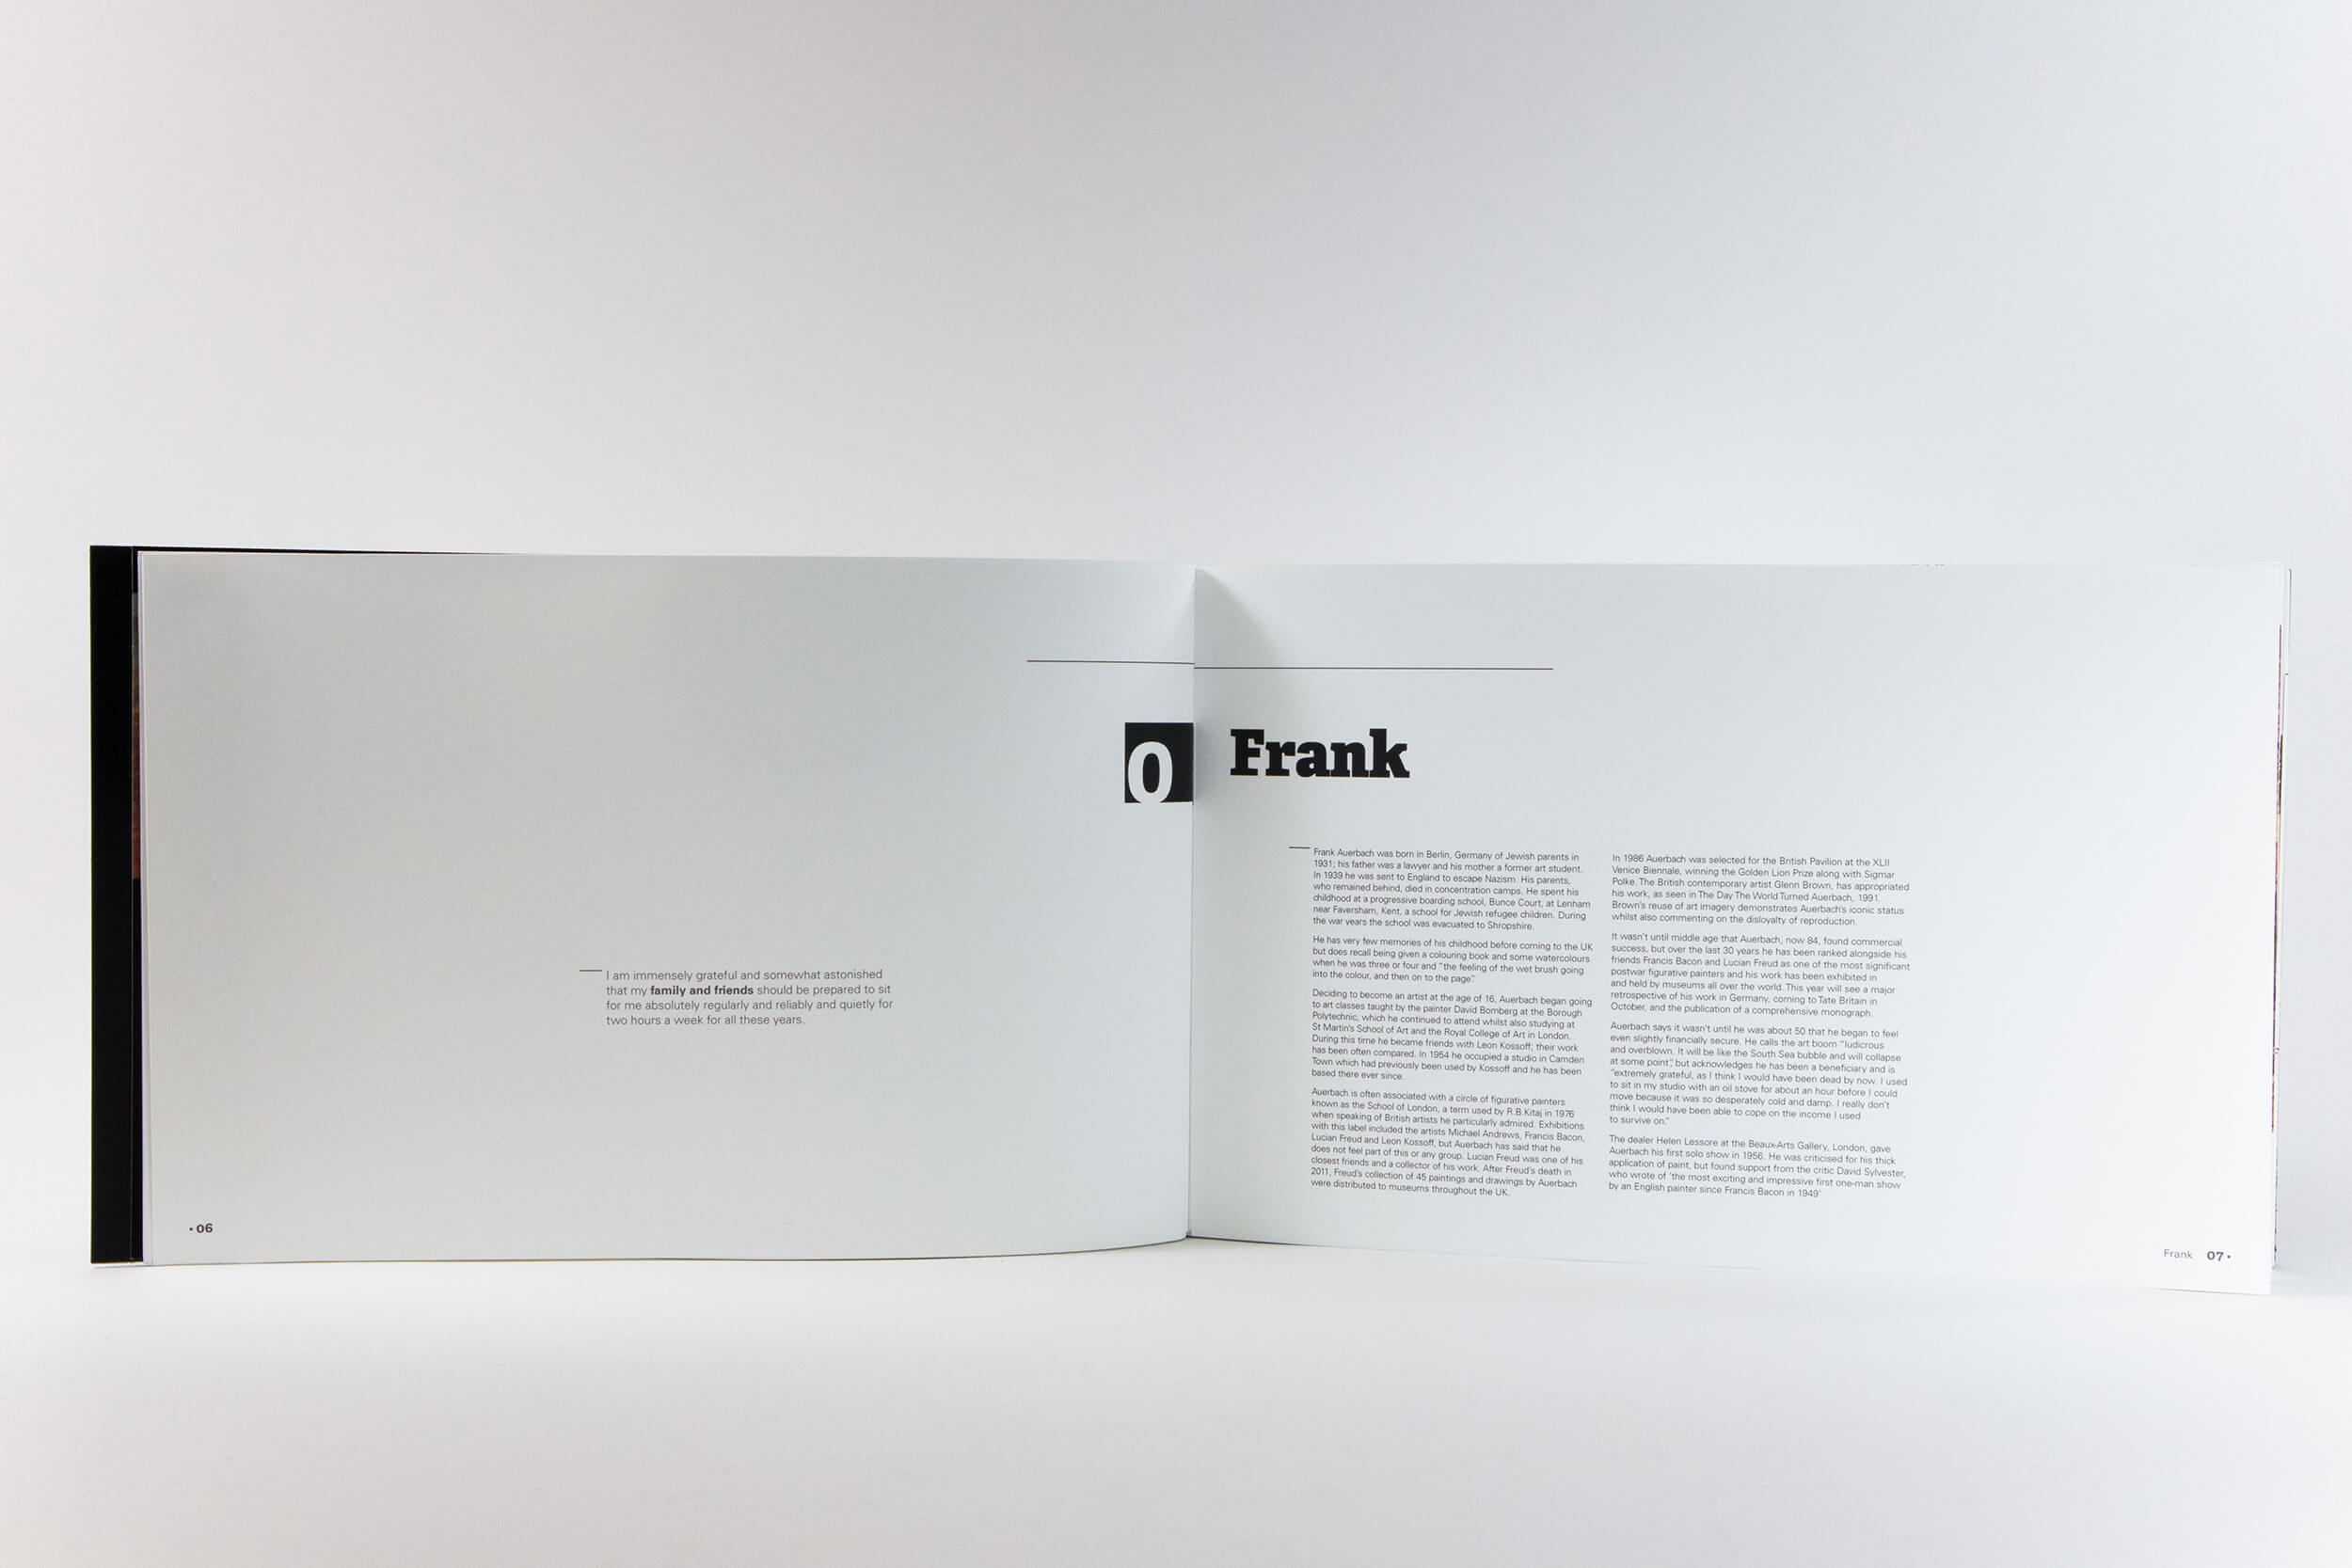 I am immensely grateful and somewhat astonished
that my family and friends should be prepared to sit
for me absolutely regularly and reliably and quietly for
two hours a week for all these years.
• 06
0
Frank
Frank Auerbach was born in Berlin, Germany of Jewish parents in
1931; his father was a lawyer and his mother a former art student.
In 1939 he was sent to England to escape Nazism. His parents,
who remained behind, died in concentration camps. He spent his
childhood at a progressive boarding school, Bunce Court, at Lenham
near Faversham, Kent, a school for Jewish refugee children. During
the war years the school was evacuated to Shropshire.
He has very few memories of his childhood before coming to the UK
but does recall being given a colouring book and some watercolours
when he was three or four and "the feeling of the wet brush going
into the colour, and then on to the page".
Deciding to become an artist at the age of 16, Auerbach began going
to art classes taught by the painter David Bomberg at the Borough
Polytechnic, which he continued to attend whilst also studying at
St Martin's School of Art and the Royal College of Art in London.
During this time he became friends with Leon Kossoff; their work
has been often compared. In 1954 he occupied a studio in Camden
Town which had previously been used by Kossoff and he has been
based there ever since.
Auerbach is often associated with a circle of figurative painters
known as the School of London, a term used by R.B.Kitaj in 1976
when speaking of British artists he particularly admired. Exhibitions
with this label included the artists Michael Andrews, Francis Bacon,
Lucian Freud and Leon Kossoff, but Auerbach has said that he
does not feel part of this or any group. Lucian Freud was one of his
closest friends and a collector of his work. After Freud's death in
2011, Freud's collection of 45 paintings and drawings by Auerbach
were distributed to museums throughout the UK.
In 1986 Auerbach was selected for the British Pavilion at the XLII
Venice Biennale, winning the Golden Lion Prize along with Sigmar
Polke. The British contemporary artist Glenn Brown, has appropriated
his work, as seen in The Day The World Turned Auerbach, 1991.
Brown's reuse of art imagery demonstrates Auerbach's iconic status
whilst also commenting on the disloyalty of reproduction.
It wasn't until middle age that Auerbach, now 84, found commercial
success, but over the last 30 years he has been ranked alongside his
friends Francis Bacon and Lucian Freud as one of the most significant
postwar figurative painters and his work has been exhibited in
and held by museums all over the world. This year will see a major
retrospective of his work in Germany, coming to Tate Britain in
October, and the publication of a comprehensive monograph.
Auerbach says it wasn't until he was about 50 that he began to feel
even slightly financially secure. He calls the art boom "ludicrous
and overblown. It will be like the South Sea bubble and will collapse
at some point", but acknowledges he has been a beneficiary and is
"extremely grateful, as I think I would have been dead by now. I used
to sit in my studio with an oil stove for about an hour before I could
move because it was so desperately cold and damp. I really don't
think I would have been able to cope on the income I used
to survive on."
The dealer Helen Lessore at the Beaux-Arts Gallery, London, gave
Auerbach his first solo show in 1956. He was criticised for his thick
application of paint, but found support from the critic David Sylvester,
who wrote of 'the most exciting and impressive first one-man show
by an English painter since Francis Bacon in 1949'.
Frank 07 •